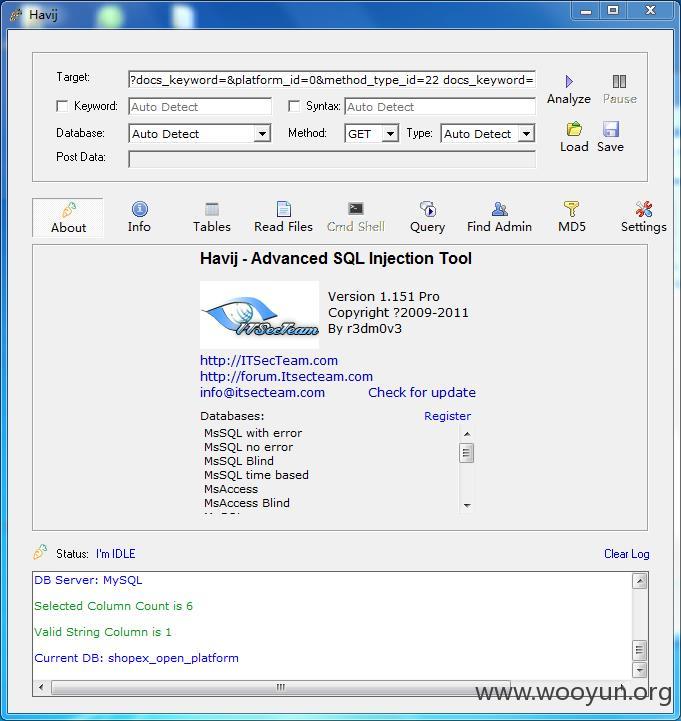 Havij
Target: ?docs_keyword=&platform_id=0&method_type_id=22 docs_keyword=
Analyze Pause
Keyword: Auto Detect Syntax: Auto Detect
Database: Auto Detect Method: GET Type: Auto Detect
Load Save
Post Data:
About Info Tables Read Files Cmd Shell Query Find Admin MD5 Settings
Havij - Advanced SQL Injection Tool
ITSecTeam
Version 1.151 Pro
Copyright ?2009-2011
By r3dm0v3
http://ITSecTeam.com
http://forum.Itsecteam.com
info@itsecteam.com Check for update
Databases: Register
MsSQL with error
MsSQL no error
MsSQL Blind
MsSQL time based
MsAccess
MsAccess Blind
Status: I'm IDLE Clear Log
DB Server: MySQL
Selected Column Count is 6
Valid String Column is 1
Current DB: shopex_open_platform
www.wooyun.org